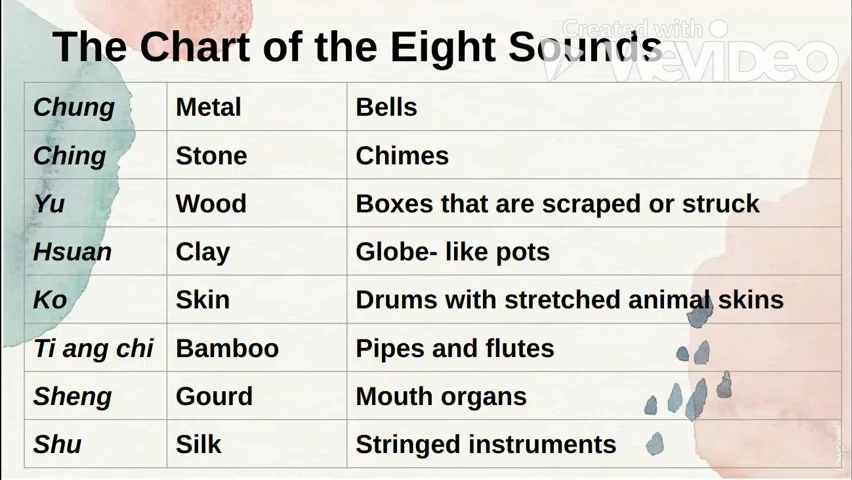 The Chart of the Eight Sounds
Created with
WEVIDEO
Chung Metal Bells
Ching Stone Chimes
Yu Wood Boxes that are scraped or struck
Hsuan Clay Globe- like pots
Ko Skin Drums with stretched animal skins
Ti ang chi Bamboo Pipes and flutes
Sheng Gourd Mouth organs
Shu Silk Stringed instruments